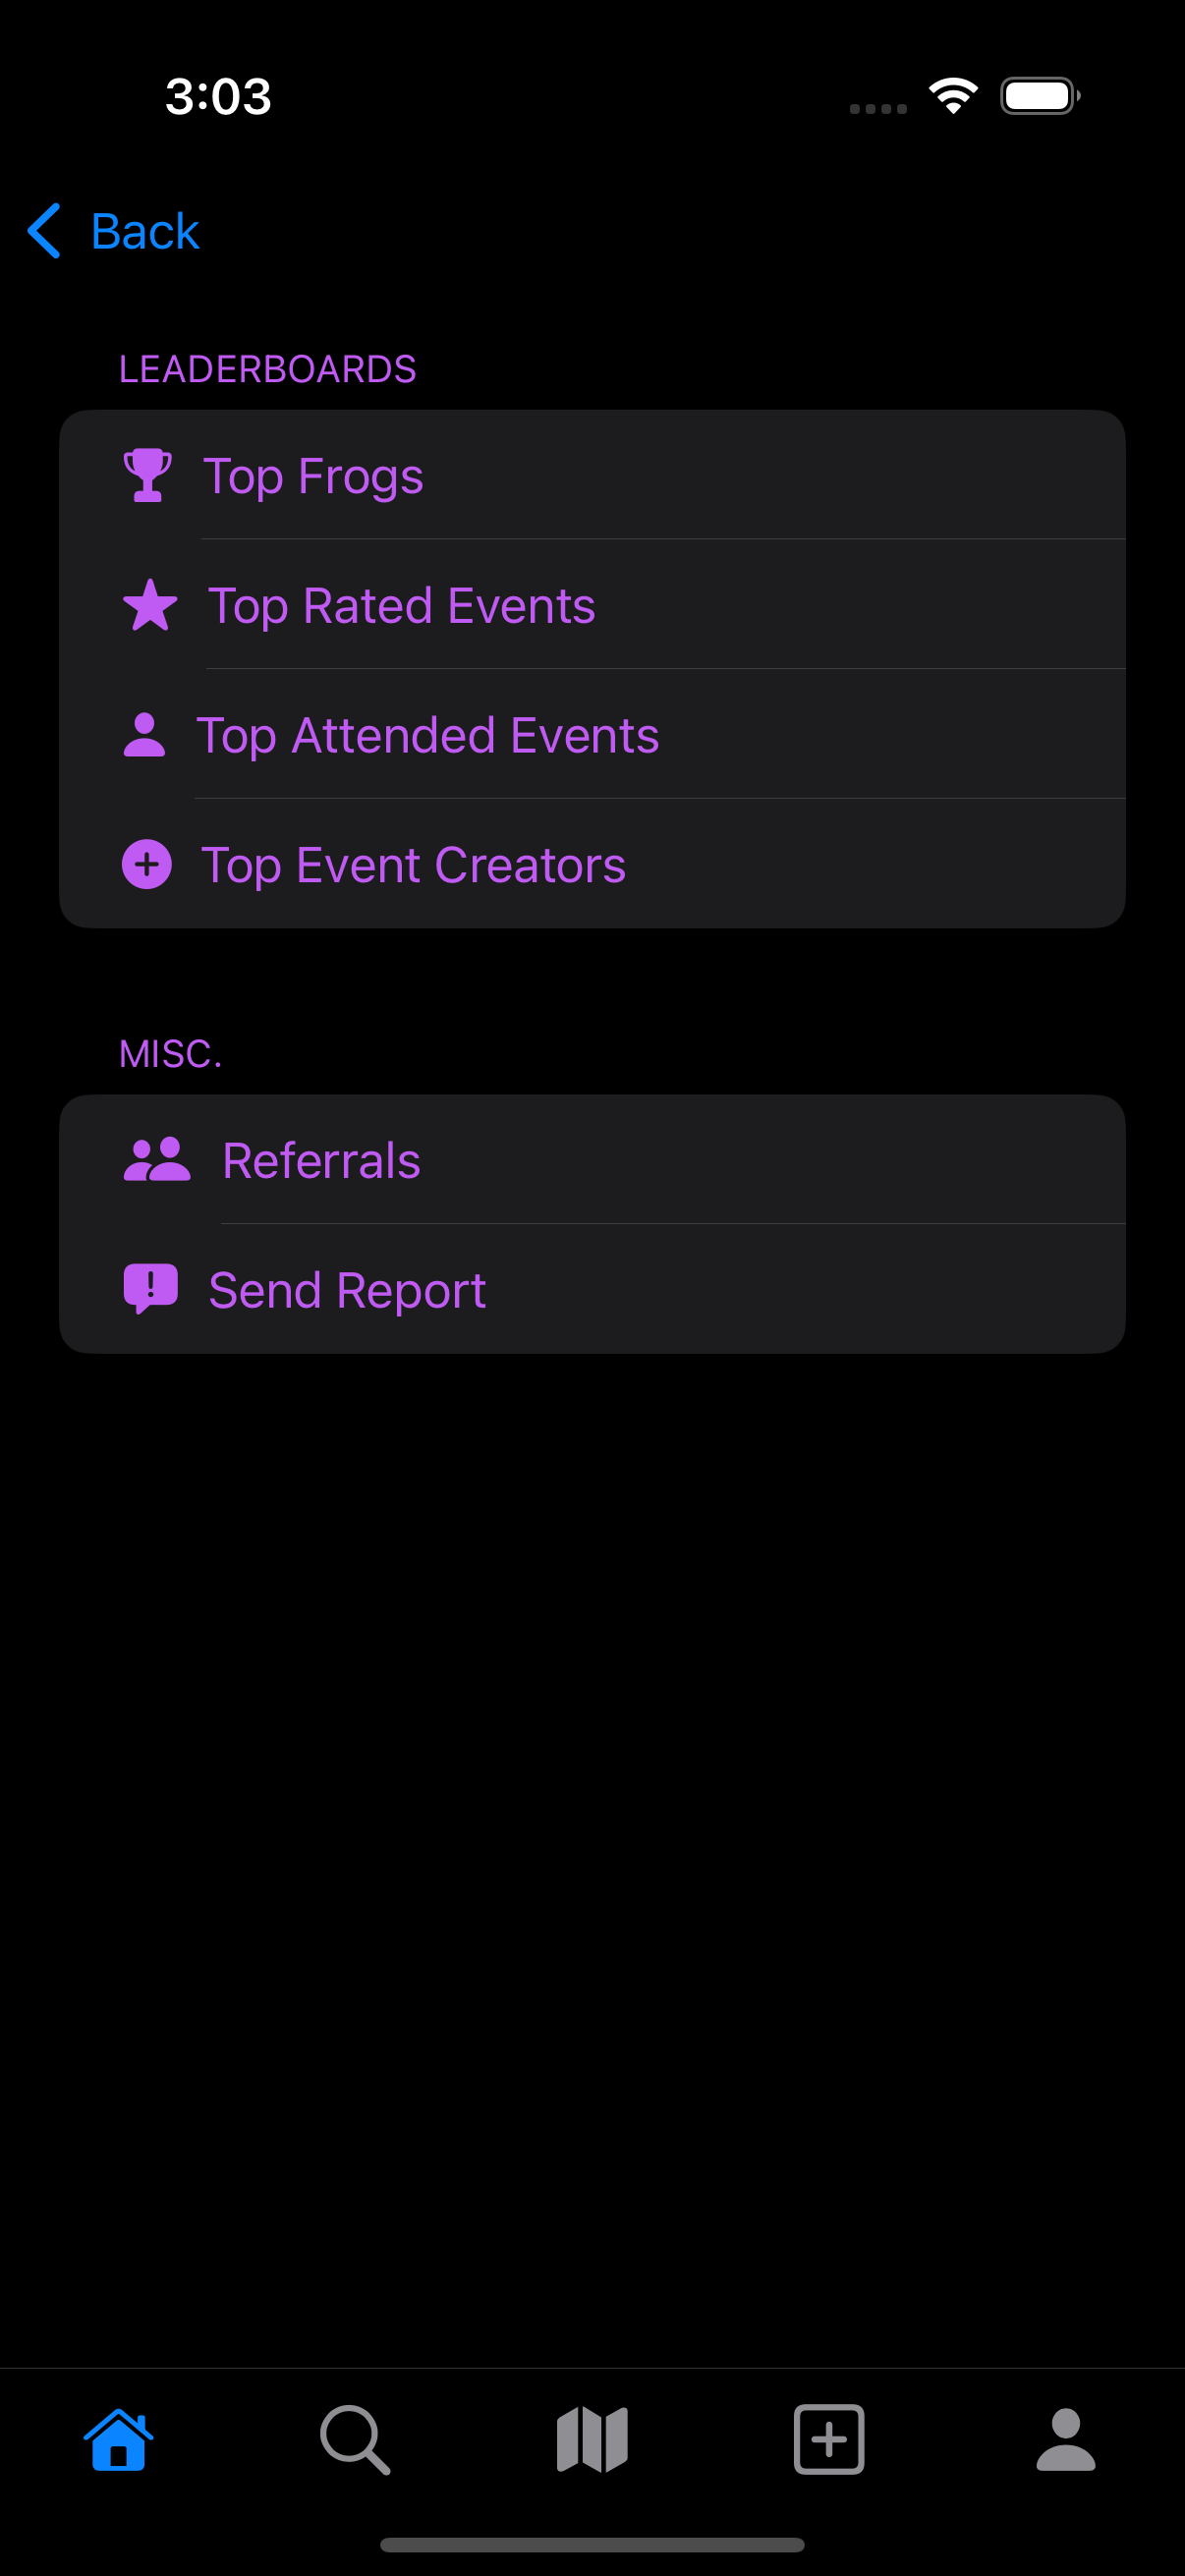 3:03
Back
LEADERBOARDS
Top Frogs
Top Rated Events
Top Attended Events
Top Event Creators
MISC.
Referrals
Send Report